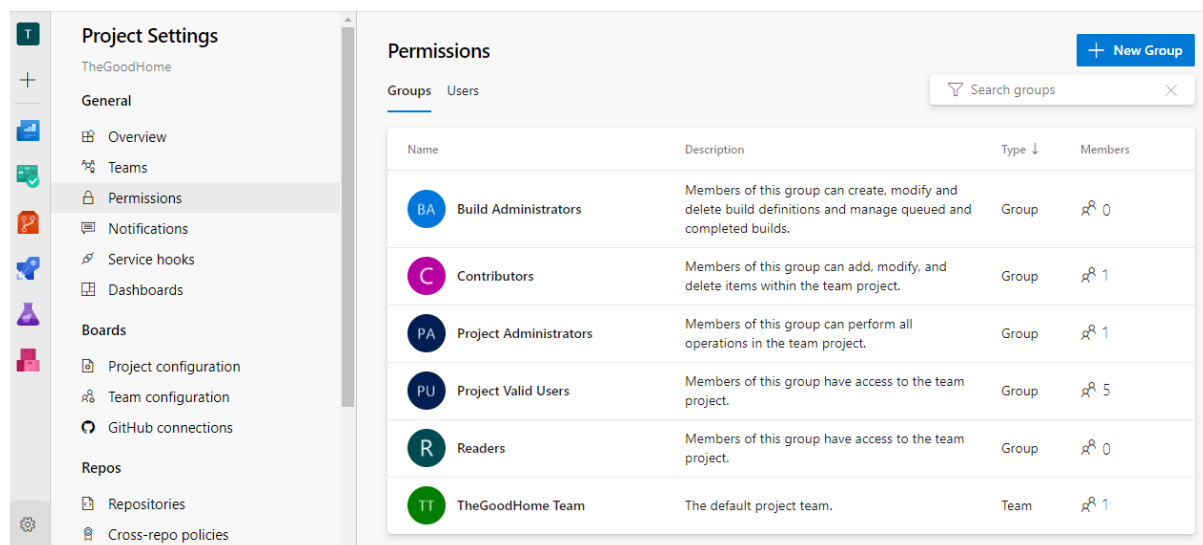 T
Project Settings
TheGoodHome
General
Overview
Teams
Permissions
Notifications
Service hooks
Dashboards
Boards
Project configuration
Team configuration
GitHub connections
Repos
Repositories
Cross-repo policies
Permissions
New Group
Groups Users
Search groups
Name Description Type ↓ Members
BA Build Administrators
Members of this group can create, modify and
delete build definitions and manage queued and
completed builds.
Group 0
C Contributors
Members of this group can add, modify, and
delete items within the team project.
Group 1
PA Project Administrators
Members of this group can perform all
operations in the team project.
Group 1
PU Project Valid Users
Members of this group have access to the team
project.
Group 5
R Readers
Members of this group have access to the team
project.
Group 0
TT TheGoodHome Team The default project team. Team 1